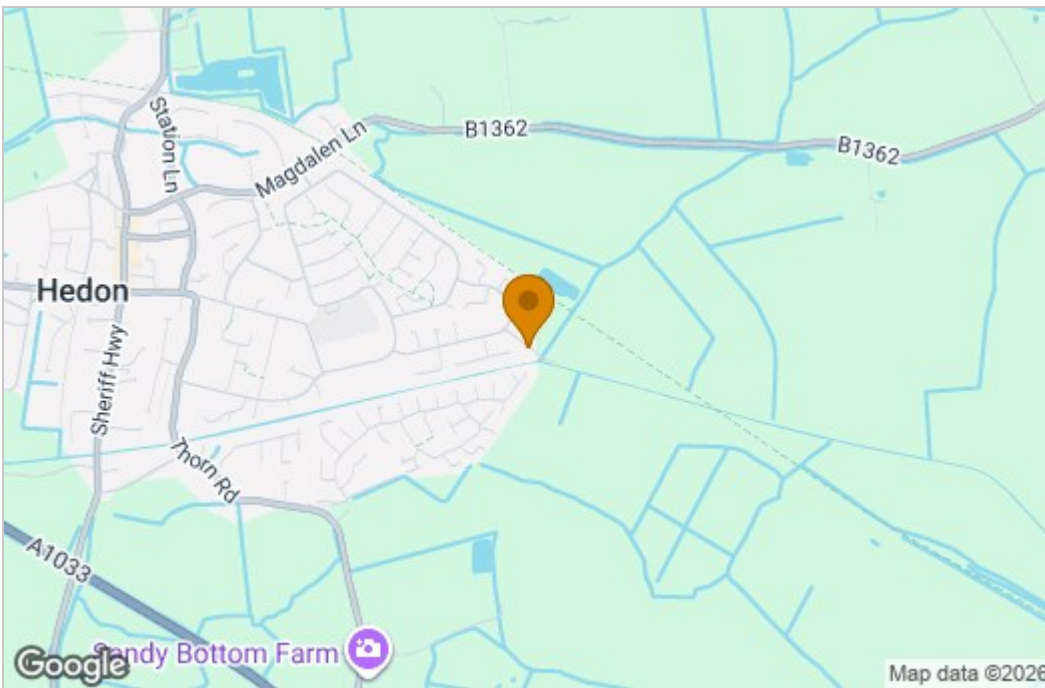 Station Ln
Magdalen Ln
B1362
B1362
Hedon
Sheriff Hwy
Thorn Rd
A1033
Sandy Bottom Farm
Google
Map data ©2026